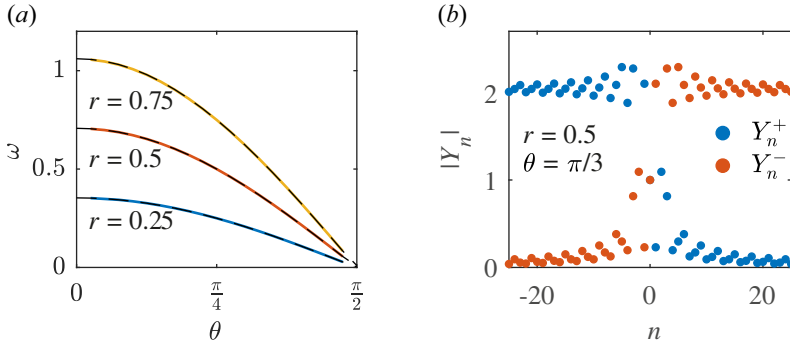 (a)
1
r = 0.75
ω
0.5
r = 0.5
r = 0.25
0
0
π/4
π/2
θ
(b)
2
r = 0.5
Y_n^+
|Y_n|
θ = π/3
Y_n^-
1
0
-20
0
20
n